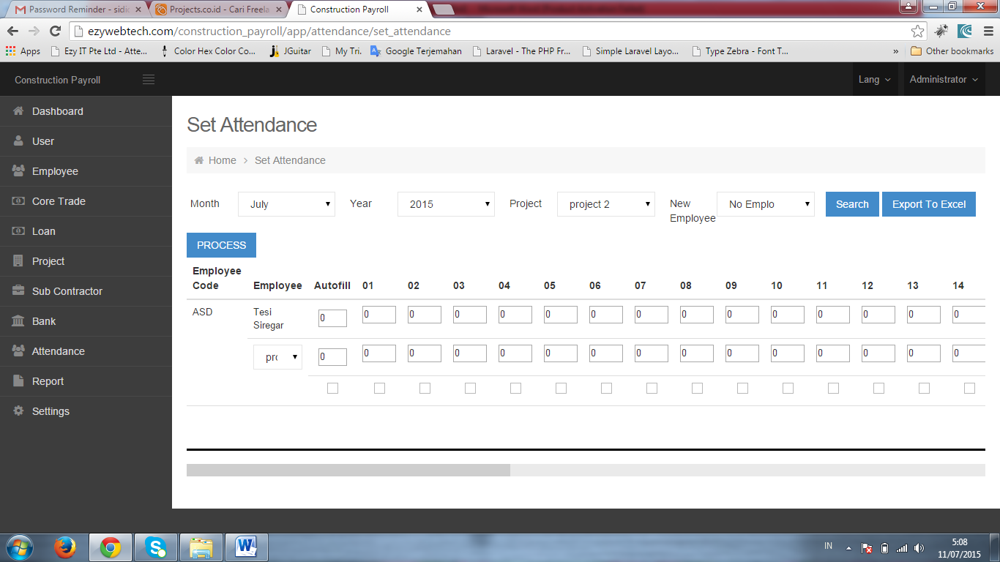 Password Reminder - sidic
Projects.co.id - Cari Freela
Construction Payroll
ezywebtech.com/construction_payroll/app/attendance/set_attendance
Apps Ezy IT Pte Ltd - Atte... Color Hex Color Co... JGuitar My Tri. Google Terjemahan Laravel - The PHP Fr... Simple Laravel Layo... Type Zebra - Font T... » Other bookmarks
Construction Payroll Lang Administrator
Dashboard
User
Employee
Core Trade
Loan
Project
Sub Contractor
Bank
Attendance
Report
Settings
Set Attendance
Home Set Attendance
Month July Year 2015 Project project 2 New Employee No Emplo Search Export To Excel
PROCESS
Employee Code Employee Autofill 01 02 03 04 05 06 07 08 09 10 11 12 13 14
ASD Tesi Siregar 0 0 0 0 0 0 0 0 0 0 0 0 0 0 0
pro 0 0 0 0 0 0 0 0 0 0 0 0 0 0 0
IN
5:08
11/07/2015